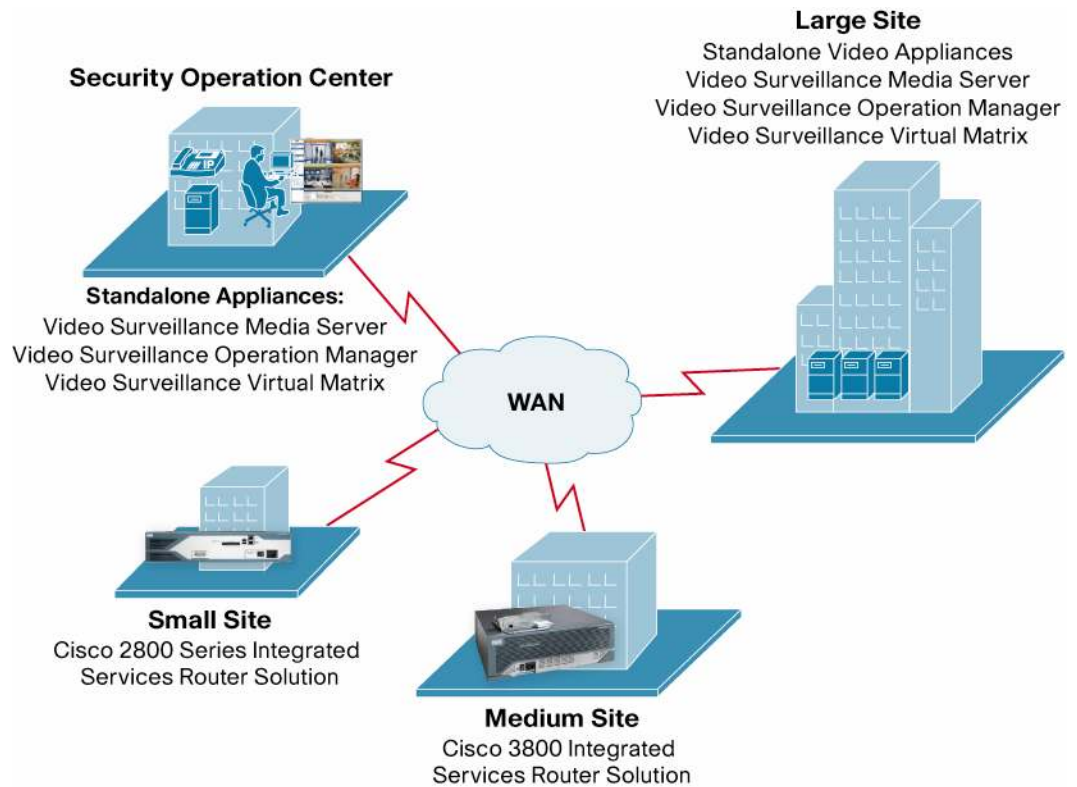 Large Site
Standalone Video Appliances
Video Surveillance Media Server
Video Surveillance Operation Manager
Video Surveillance Virtual Matrix
Security Operation Center
IP
Standalone Appliances:
Video Surveillance Media Server
Video Surveillance Operation Manager
Video Surveillance Virtual Matrix
WAN
Small Site
Cisco 2800 Series Integrated
Services Router Solution
Medium Site
Cisco 3800 Integrated
Services Router Solution